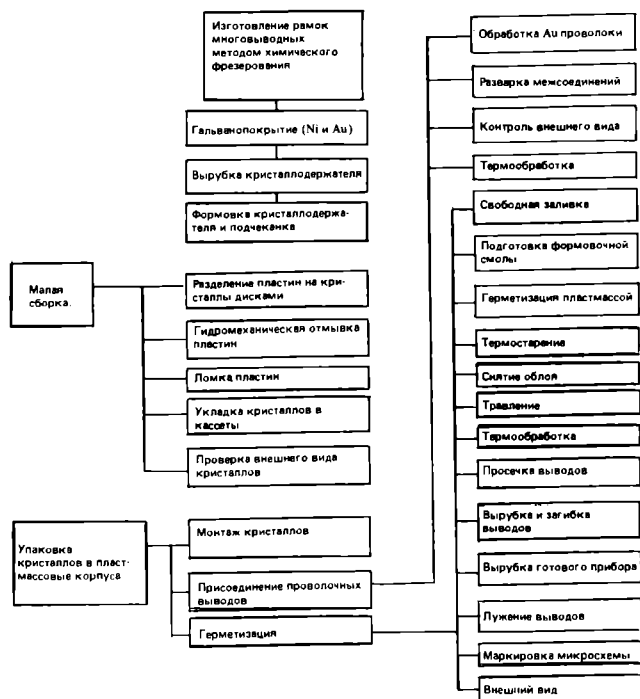 Изготовление рамок
многовыводных
методом химического
фрезерования
Гальванопокрытие (Ni и Au)
Вырубка кристаллодержателя
Формовка кристаллодержа-
теля и подчеканка
Малая
сборка.
Разделение пластин на кри-
сталлы дисками
Гидромеханическая отмывка
пластин
Ломка пластин
Укладка кристаллов в
кассеты
Проверка внешнего вида
кристаллов
Упаковка
кристаллов в пласт-
массовые корпуса
Монтаж кристаллов
Присоединение проволочных
выводов
Герметизация
Обработка Au проволоки
Разварка межсоединений
Контроль внешнего вида
Термообработка
Свободная заливка
Подготовка формовочной
смолы
Герметизация пластмассой
Термостарение
Снятие облоя
Травление
Термообработка
Просечка выводов
Вырубка и загибка
выводов
Вырубка готового прибора
Лужение выводов
Маркировка микросхемы
Внешний вид